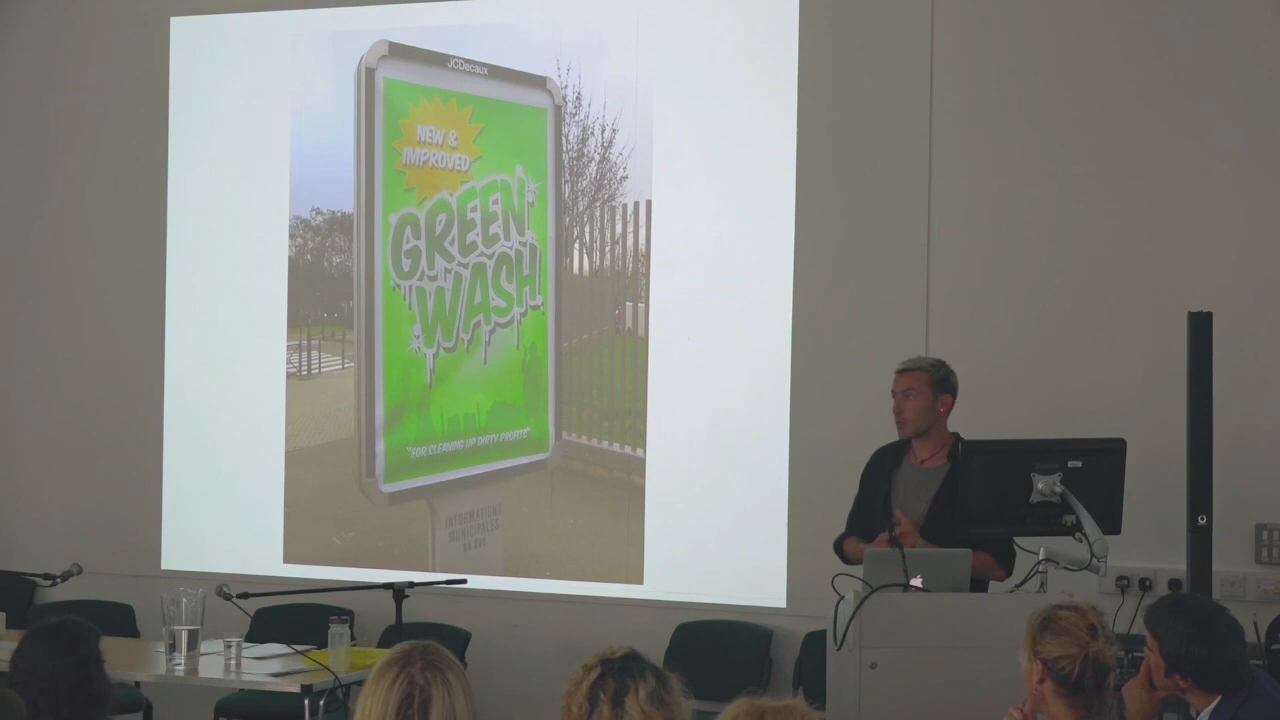 JCDecaux
NEW &
IMPROVED
GREEN
WASH
"FOR CLEANING UP DIRTY PROFITS"
INFORMATIONS
MUNICIPALES